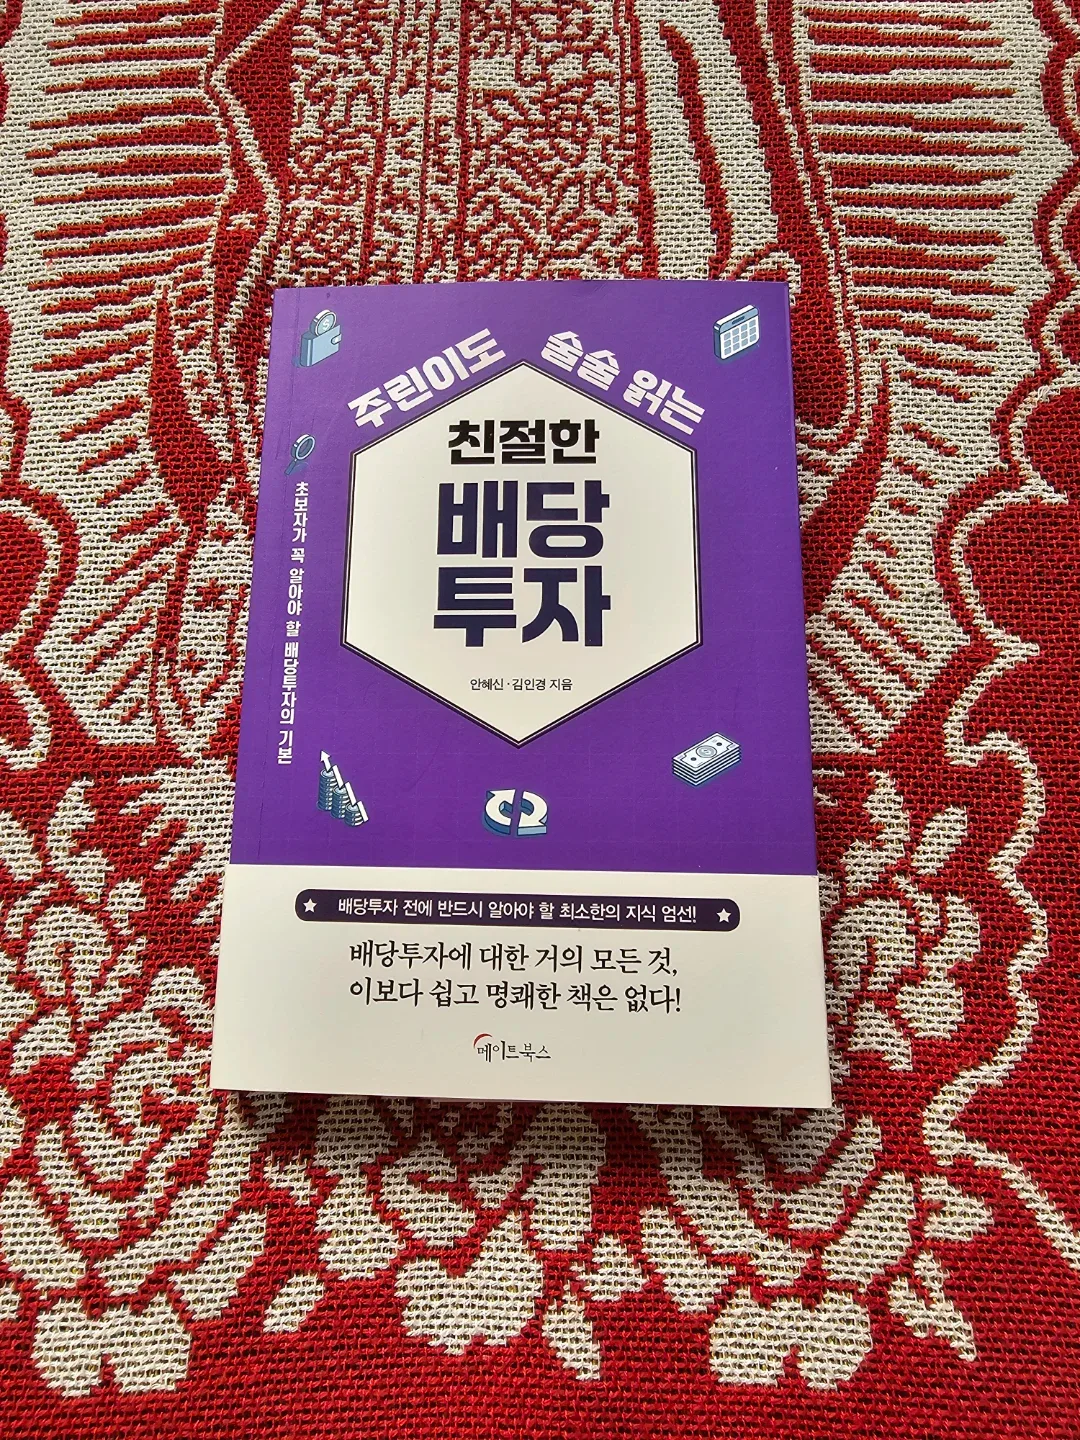 주린이도 술술 읽는
친절한
배당
투자
안혜신·김인경 지음
초보자가 꼭 알아야 할 배당투자의 기본
배당투자 전에 반드시 알아야 할 최소한의 지식 엄선!
배당투자에 대한 거의 모든 것,
이보다 쉽고 명쾌한 책은 없다!
메이트북스